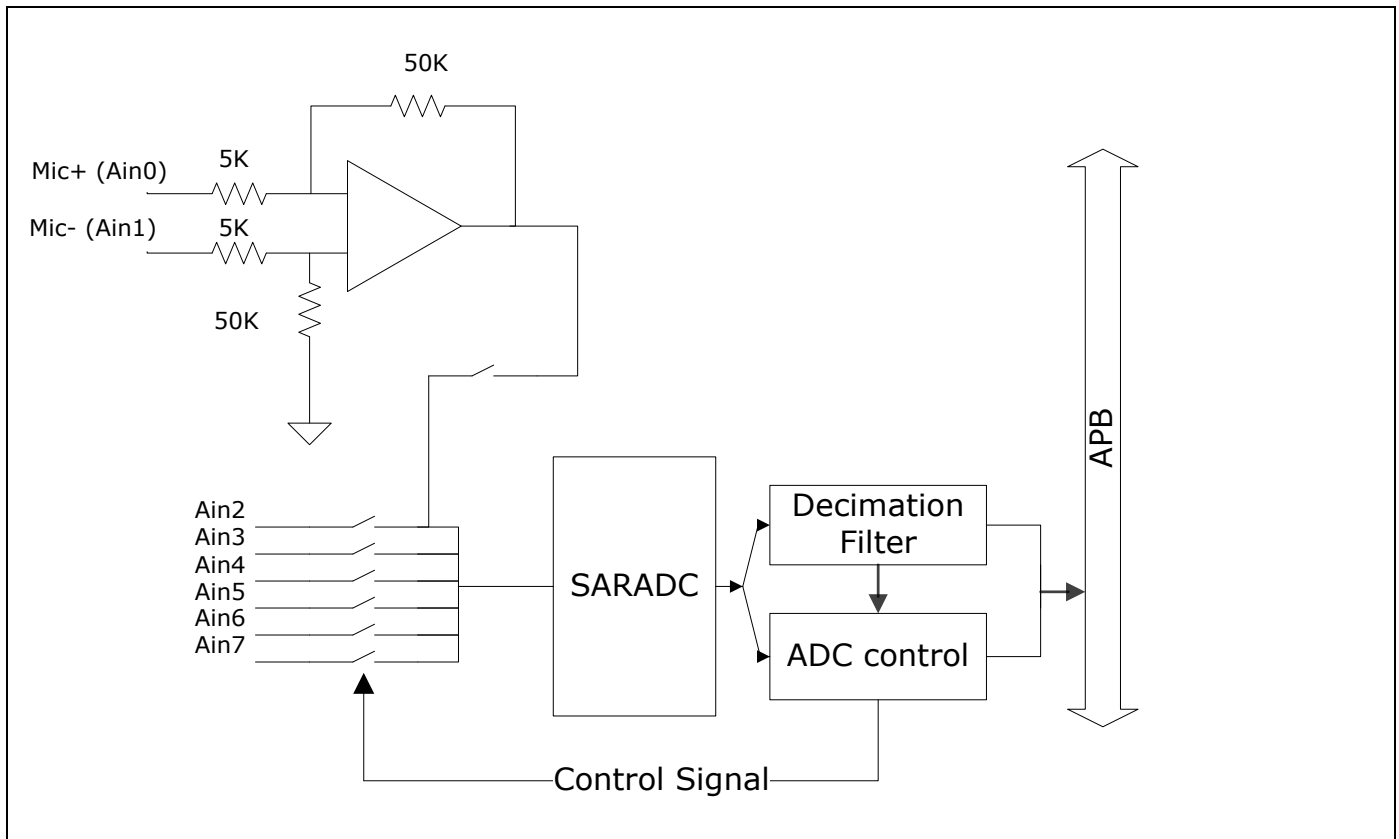 50K
Mic+ (Ain0)
5K
Mic- (Ain1)
5K
50K
Ain2
Ain3
Ain4
Ain5
Ain6
Ain7
SARADC
Decimation
Filter
ADC control
APB
Control Signal